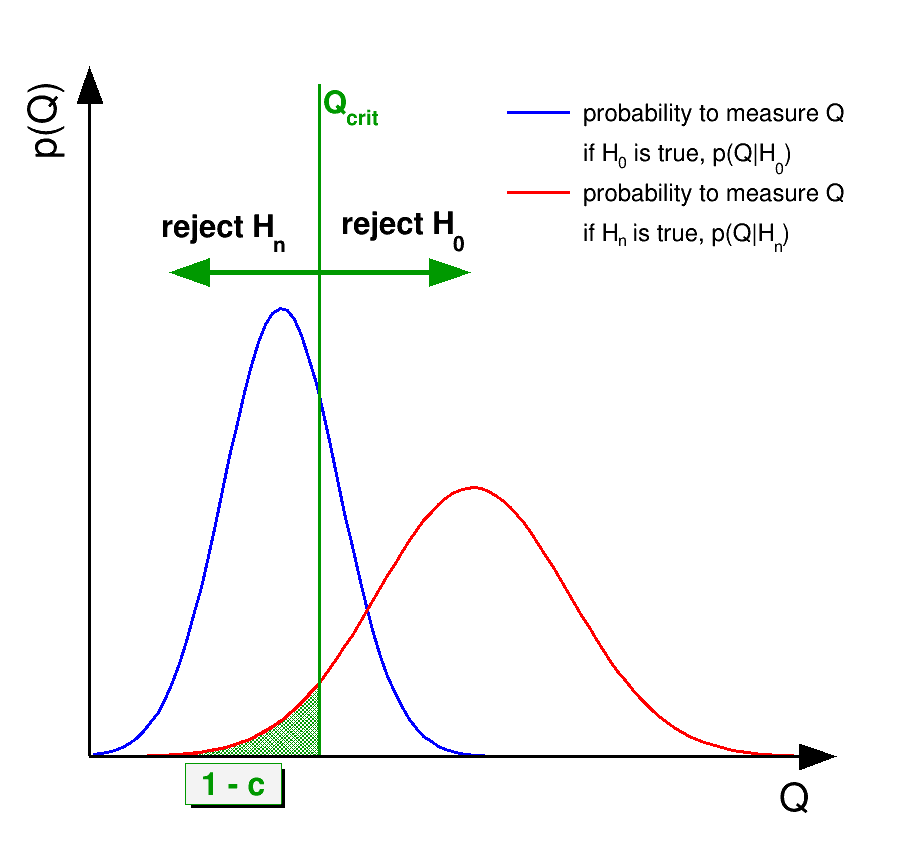 p(Q)
Q_crit
probability to measure Q
if H_0 is true, p(Q|H_0)
probability to measure Q
if H_n is true, p(Q|H_n)
reject H_n
reject H_0
1 - c
Q